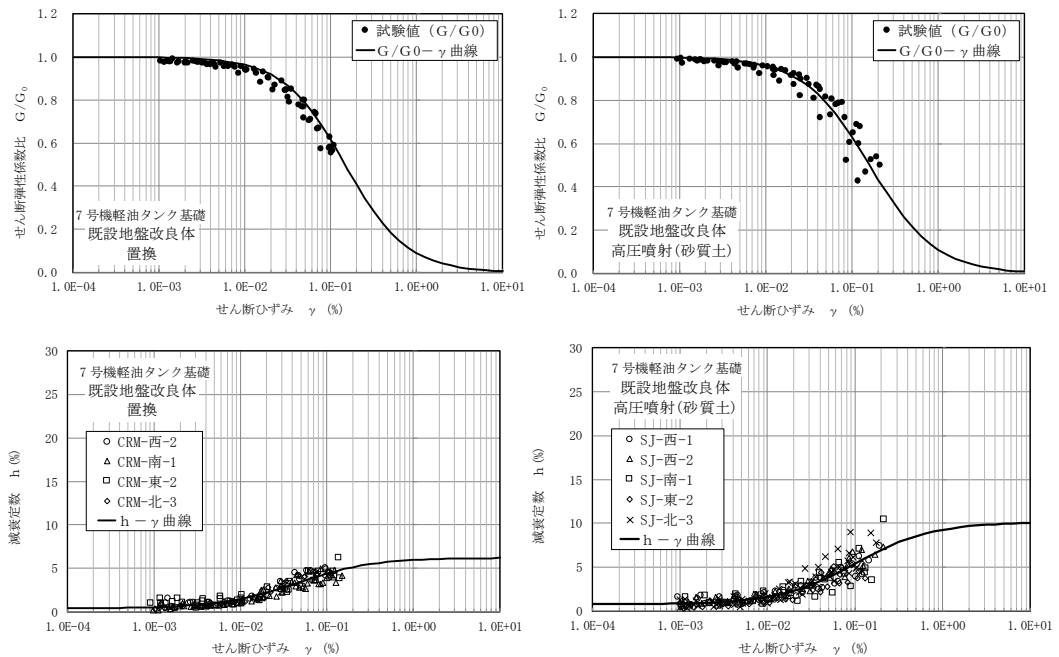 1.2
1.0
0.8
0.6
0.4
0.2
0.0
せん断弾性係数比 G/G₀
● 試験値（G/G0）
G/G0－γ曲線
7号機軽油タンク基礎
既設地盤改良体
置換
1.0E-04 1.0E-03 1.0E-02 1.0E-01 1.0E+00 1.0E+01
せん断ひずみ γ (%)
1.2
1.0
0.8
0.6
0.4
0.2
0.0
せん断弾性係数比 G/G₀
● 試験値（G/G0）
G/G0－γ曲線
7号機軽油タンク基礎
既設地盤改良体
高圧噴射(砂質土)
1.0E-04 1.0E-03 1.0E-02 1.0E-01 1.0E+00 1.0E+01
せん断ひずみ γ (%)
30
25
20
15
10
5
0
減衰定数 h(%)
7号機軽油タンク基礎
既設地盤改良体
置換
CRM-西-2
CRM-南-1
CRM-東-2
CRM-北-3
h－γ曲線
1.0E-04 1.0E-03 1.0E-02 1.0E-01 1.0E+00 1.0E+01
せん断ひずみ γ (%)
30
25
20
15
10
5
0
減衰定数 h(%)
7号機軽油タンク基礎
既設地盤改良体
高圧噴射(砂質土)
SJ-西-1
SJ-西-2
SJ-南-1
SJ-東-2
SJ-北-3
h－γ曲線
1.0E-04 1.0E-03 1.0E-02 1.0E-01 1.0E+00 1.0E+01
せん断ひずみ γ (%)